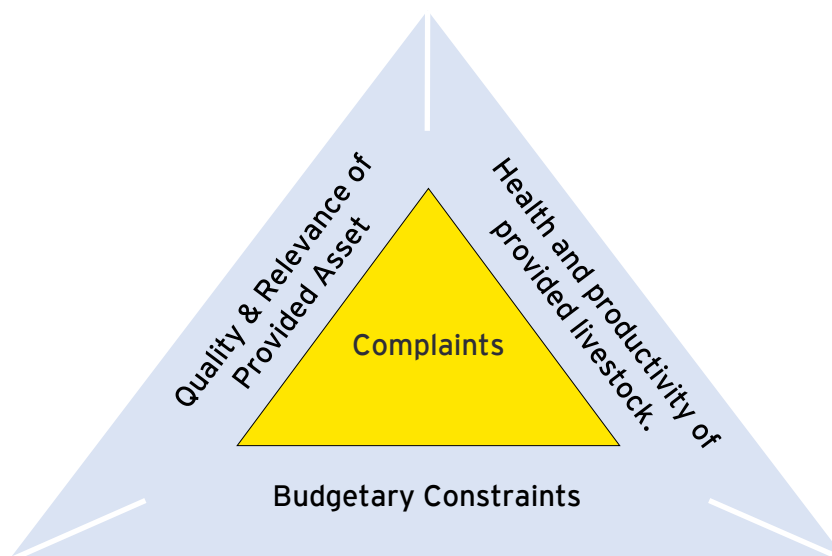 Quality & Relevance of
Provided Asset
Health and productivity of
provided livestock.
Complaints
Budgetary Constraints